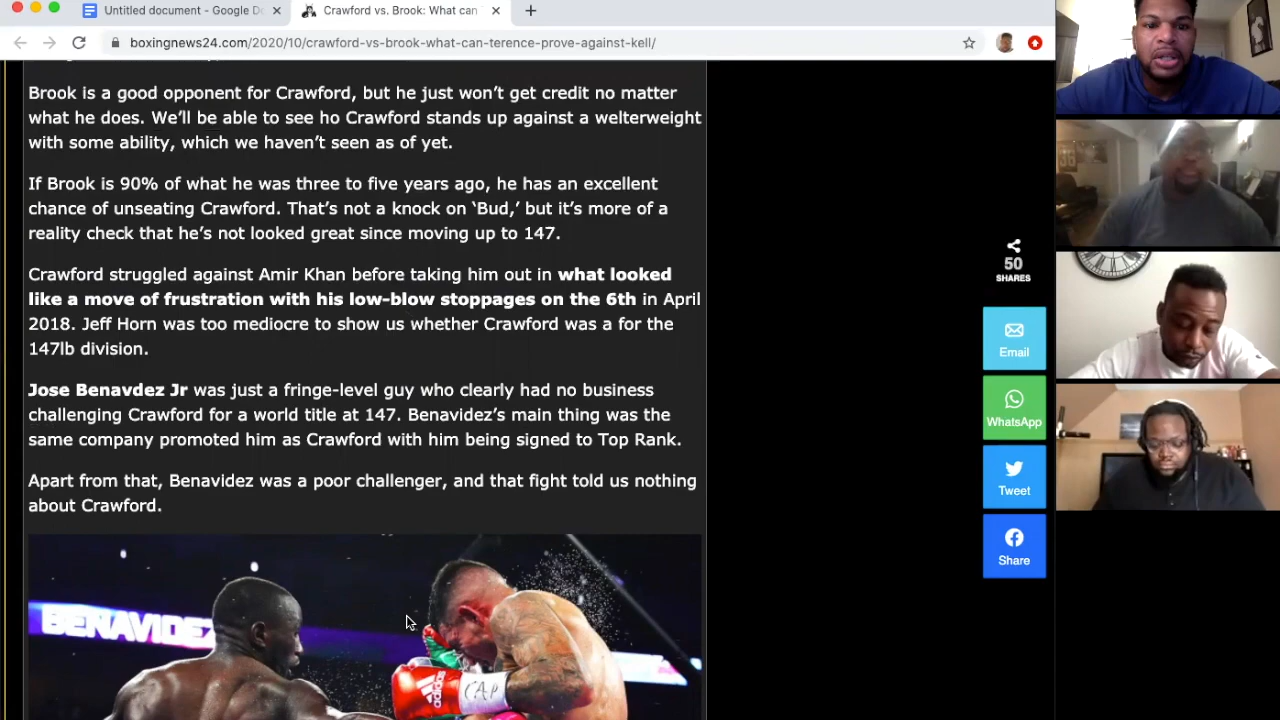 Untitled document - Google Do
Crawford vs. Brook: What can
boxingnews24.com/2020/10/crawford-vs-brook-what-can-terence-prove-against-kell/
Brook is a good opponent for Crawford, but he just won't get credit no matter
what he does. We'll be able to see ho Crawford stands up against a welterweight
with some ability, which we haven't seen as of yet.
If Brook is 90% of what he was three to five years ago, he has an excellent
chance of unseating Crawford. That's not a knock on ‘Bud,’ but it's more of a
reality check that he's not looked great since moving up to 147.
Crawford struggled against Amir Khan before taking him out in what looked
like a move of frustration with his low-blow stoppages on the 6th in April
2018. Jeff Horn was too mediocre to show us whether Crawford was a for the
147lb division.
Jose Benavdez Jr was just a fringe-level guy who clearly had no business
challenging Crawford for a world title at 147. Benavidez's main thing was the
same company promoted him as Crawford with him being signed to Top Rank.
Apart from that, Benavidez was a poor challenger, and that fight told us nothing
about Crawford.
BENAVIDEZ
adidas
CAP
50
SHARES
Email
WhatsApp
Tweet
Share
36